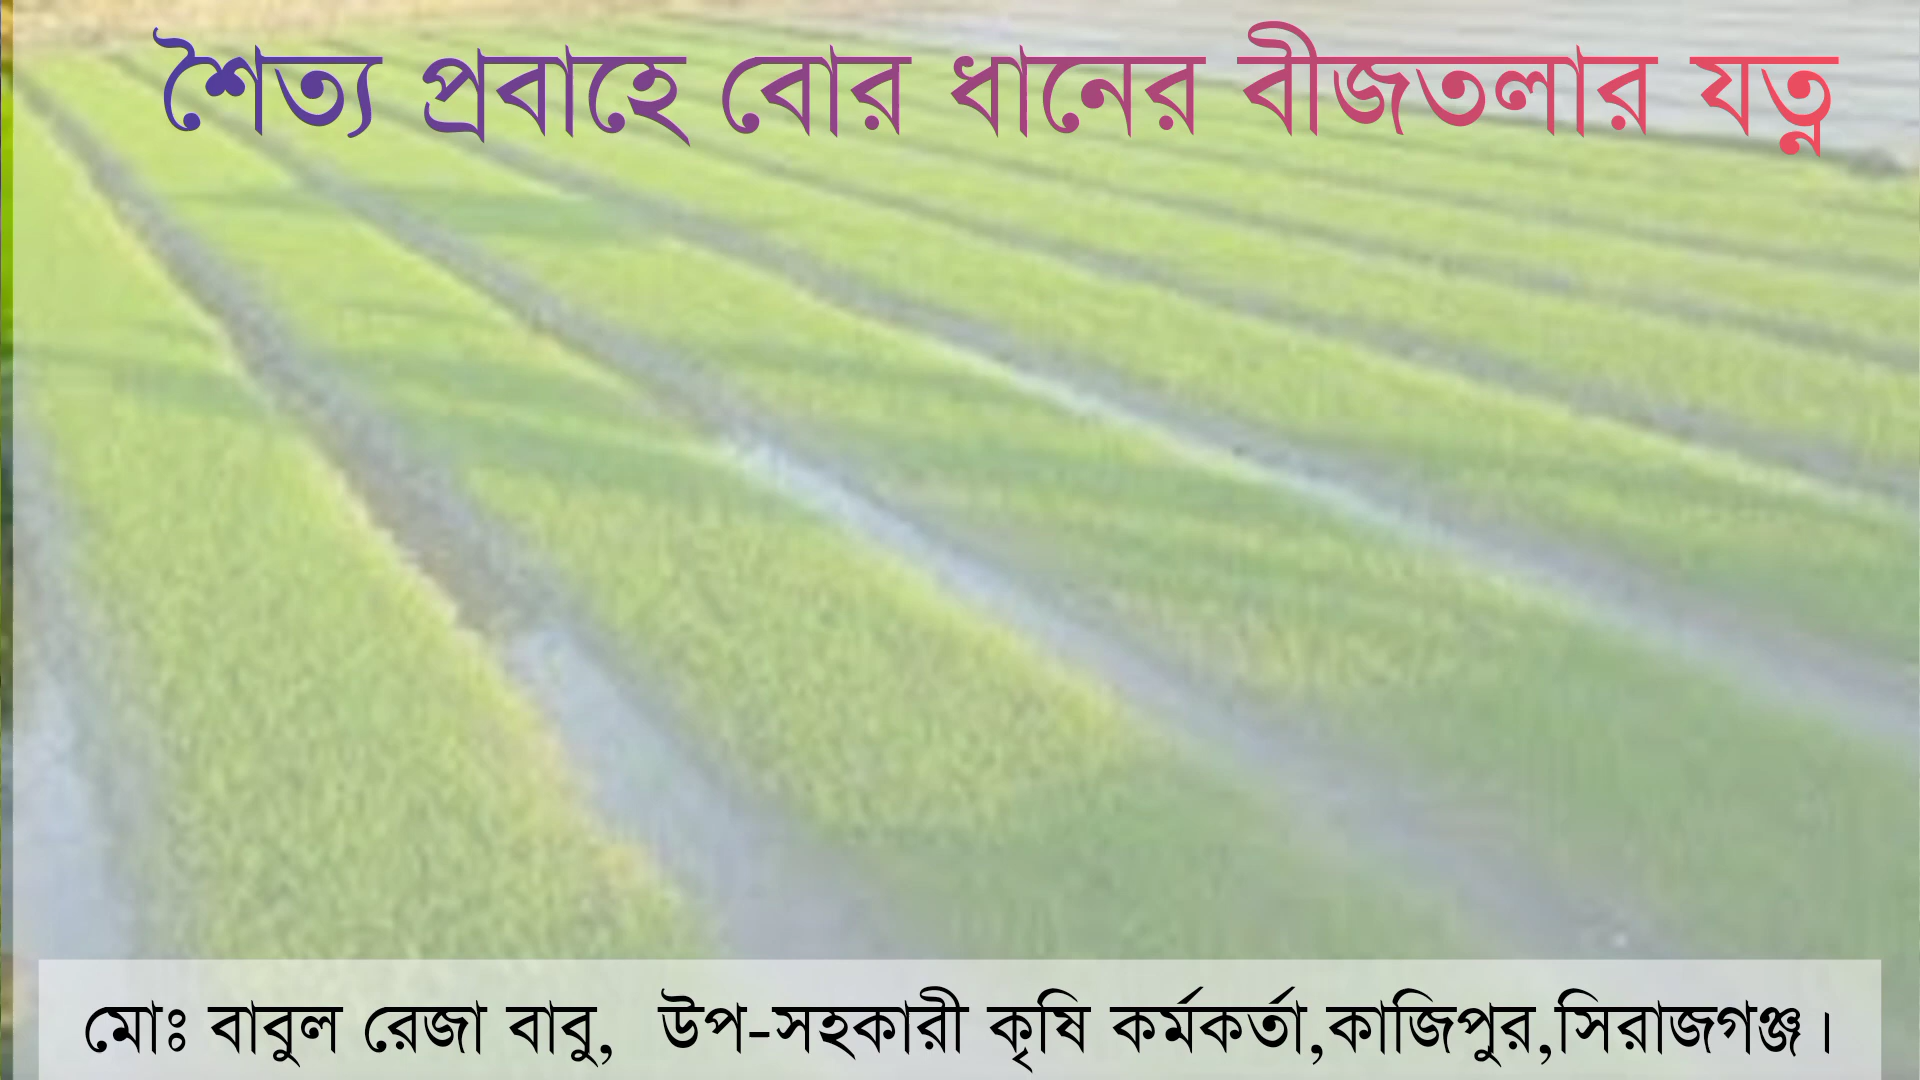 শৈত্য প্রবাহে বোর ধানের বীজতলার যত্ন
মোঃ বাবুল রেজা বাবু, উপ-সহকারী কৃষি কর্মকর্তা,কাজিপুর,সিরাজগঞ্জ।